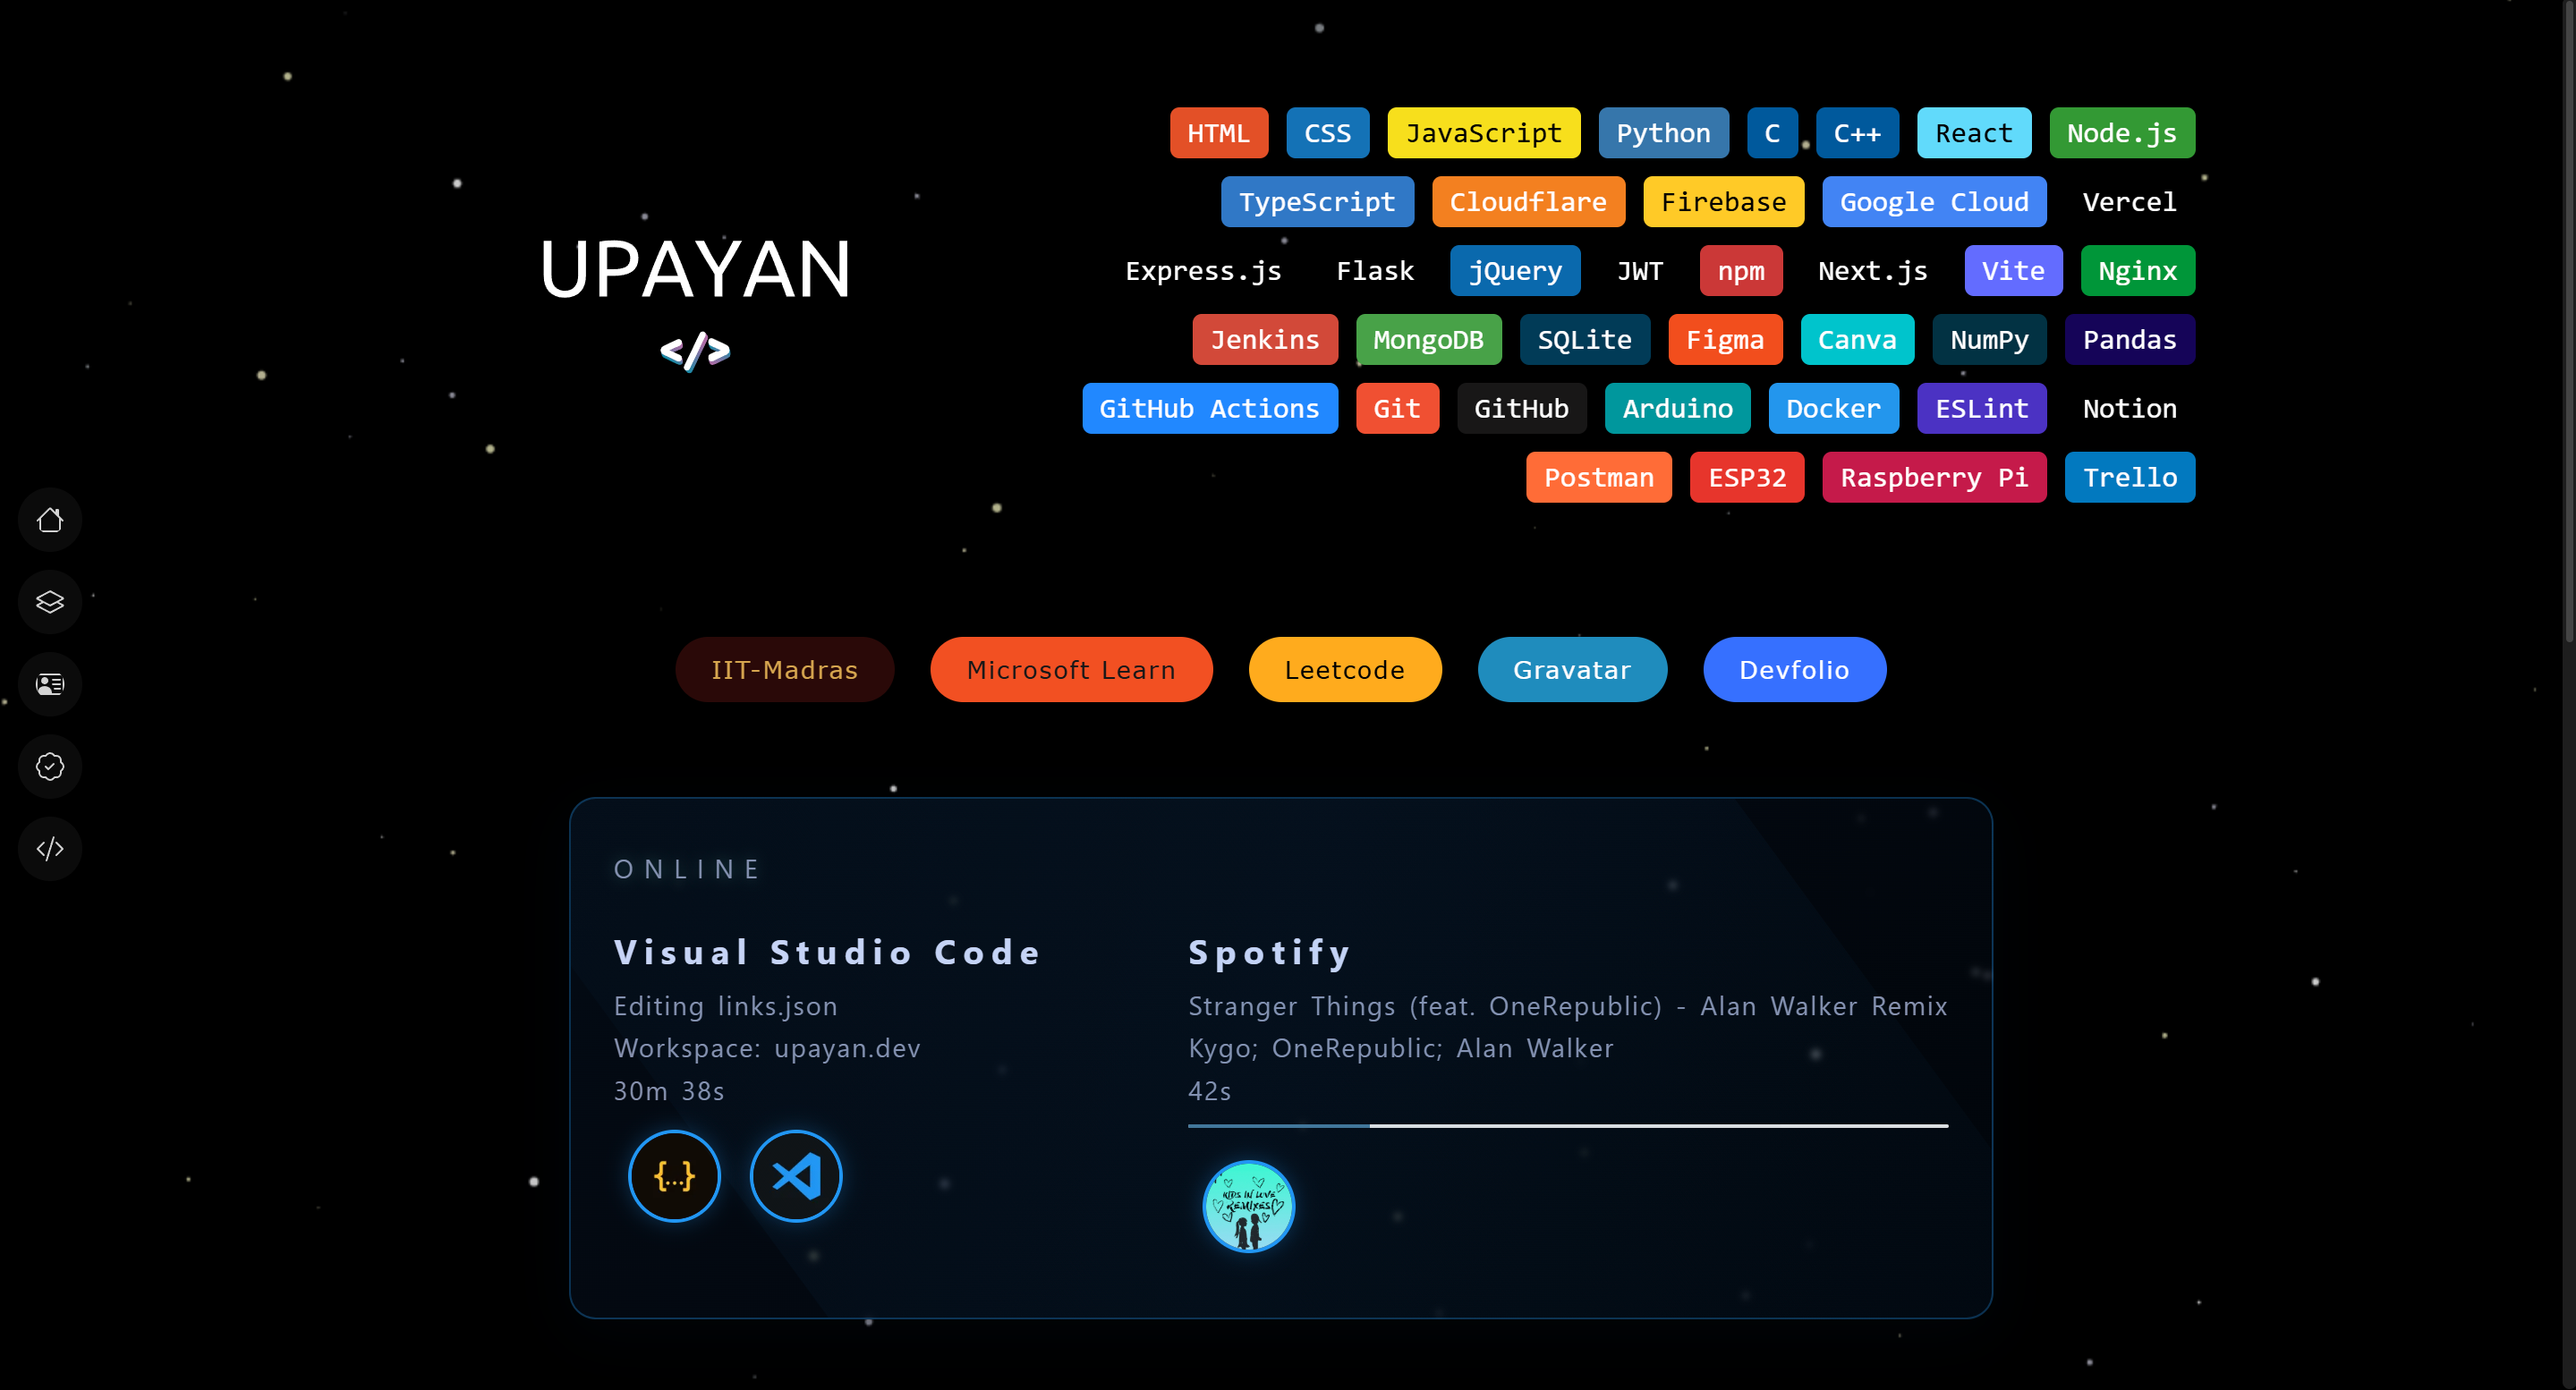 HTML CSS JavaScript Python C C++ React Node.js
TypeScript Cloudflare Firebase Google Cloud Vercel
UPAYAN
</>
Express.js Flask jQuery JWT npm Next.js Vite Nginx
Jenkins MongoDB SQLite Figma Canva NumPy Pandas
GitHub Actions Git GitHub Arduino Docker ESLint Notion
Postman ESP32 Raspberry Pi Trello
IIT-Madras Microsoft Learn Leetcode Gravatar Devfolio
ONLINE
Visual Studio Code
Editing links.json
Workspace: upayan.dev
30m 38s
{...}
Spotify
Stranger Things (feat. OneRepublic) - Alan Walker Remix
Kygo; OneRepublic; Alan Walker
42s
KIDS IN LOVE
REMIXES